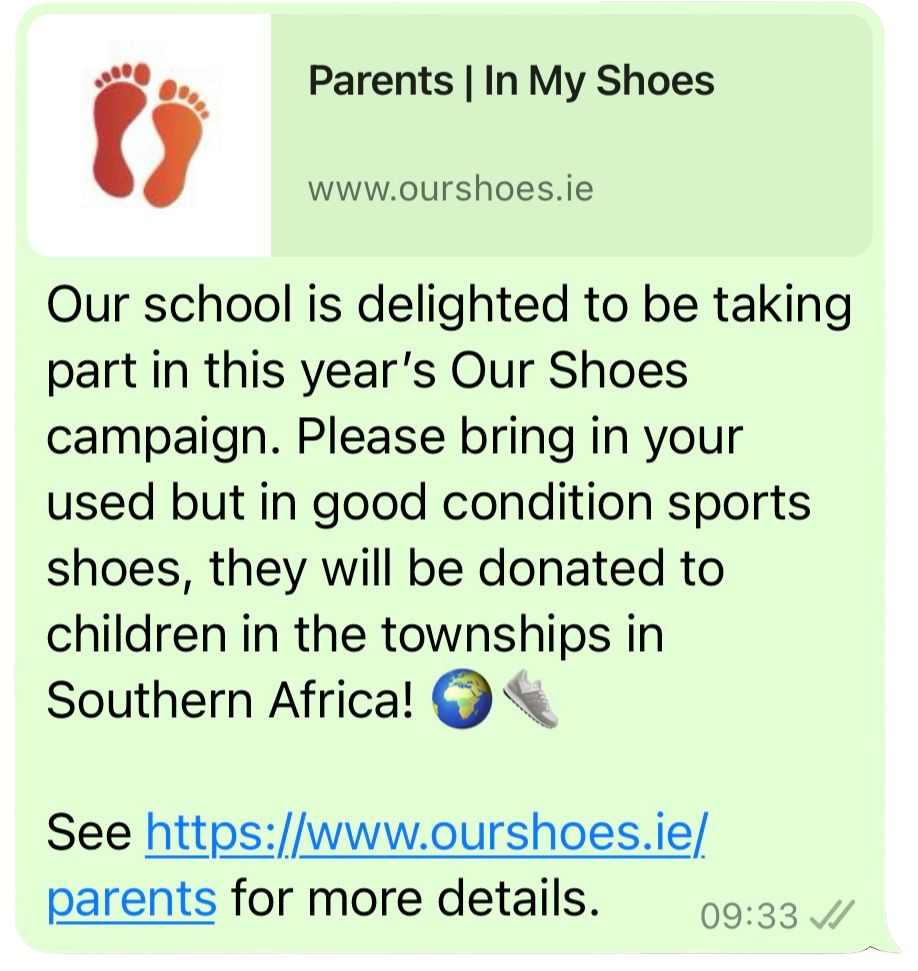 Parents | In My Shoes
www.ourshoes.ie
Our school is delighted to be taking
part in this year’s Our Shoes
campaign. Please bring in your
used but in good condition sports
shoes, they will be donated to
children in the townships in
Southern Africa! 🌍👟
See https://www.ourshoes.ie/
parents for more details.
09:33